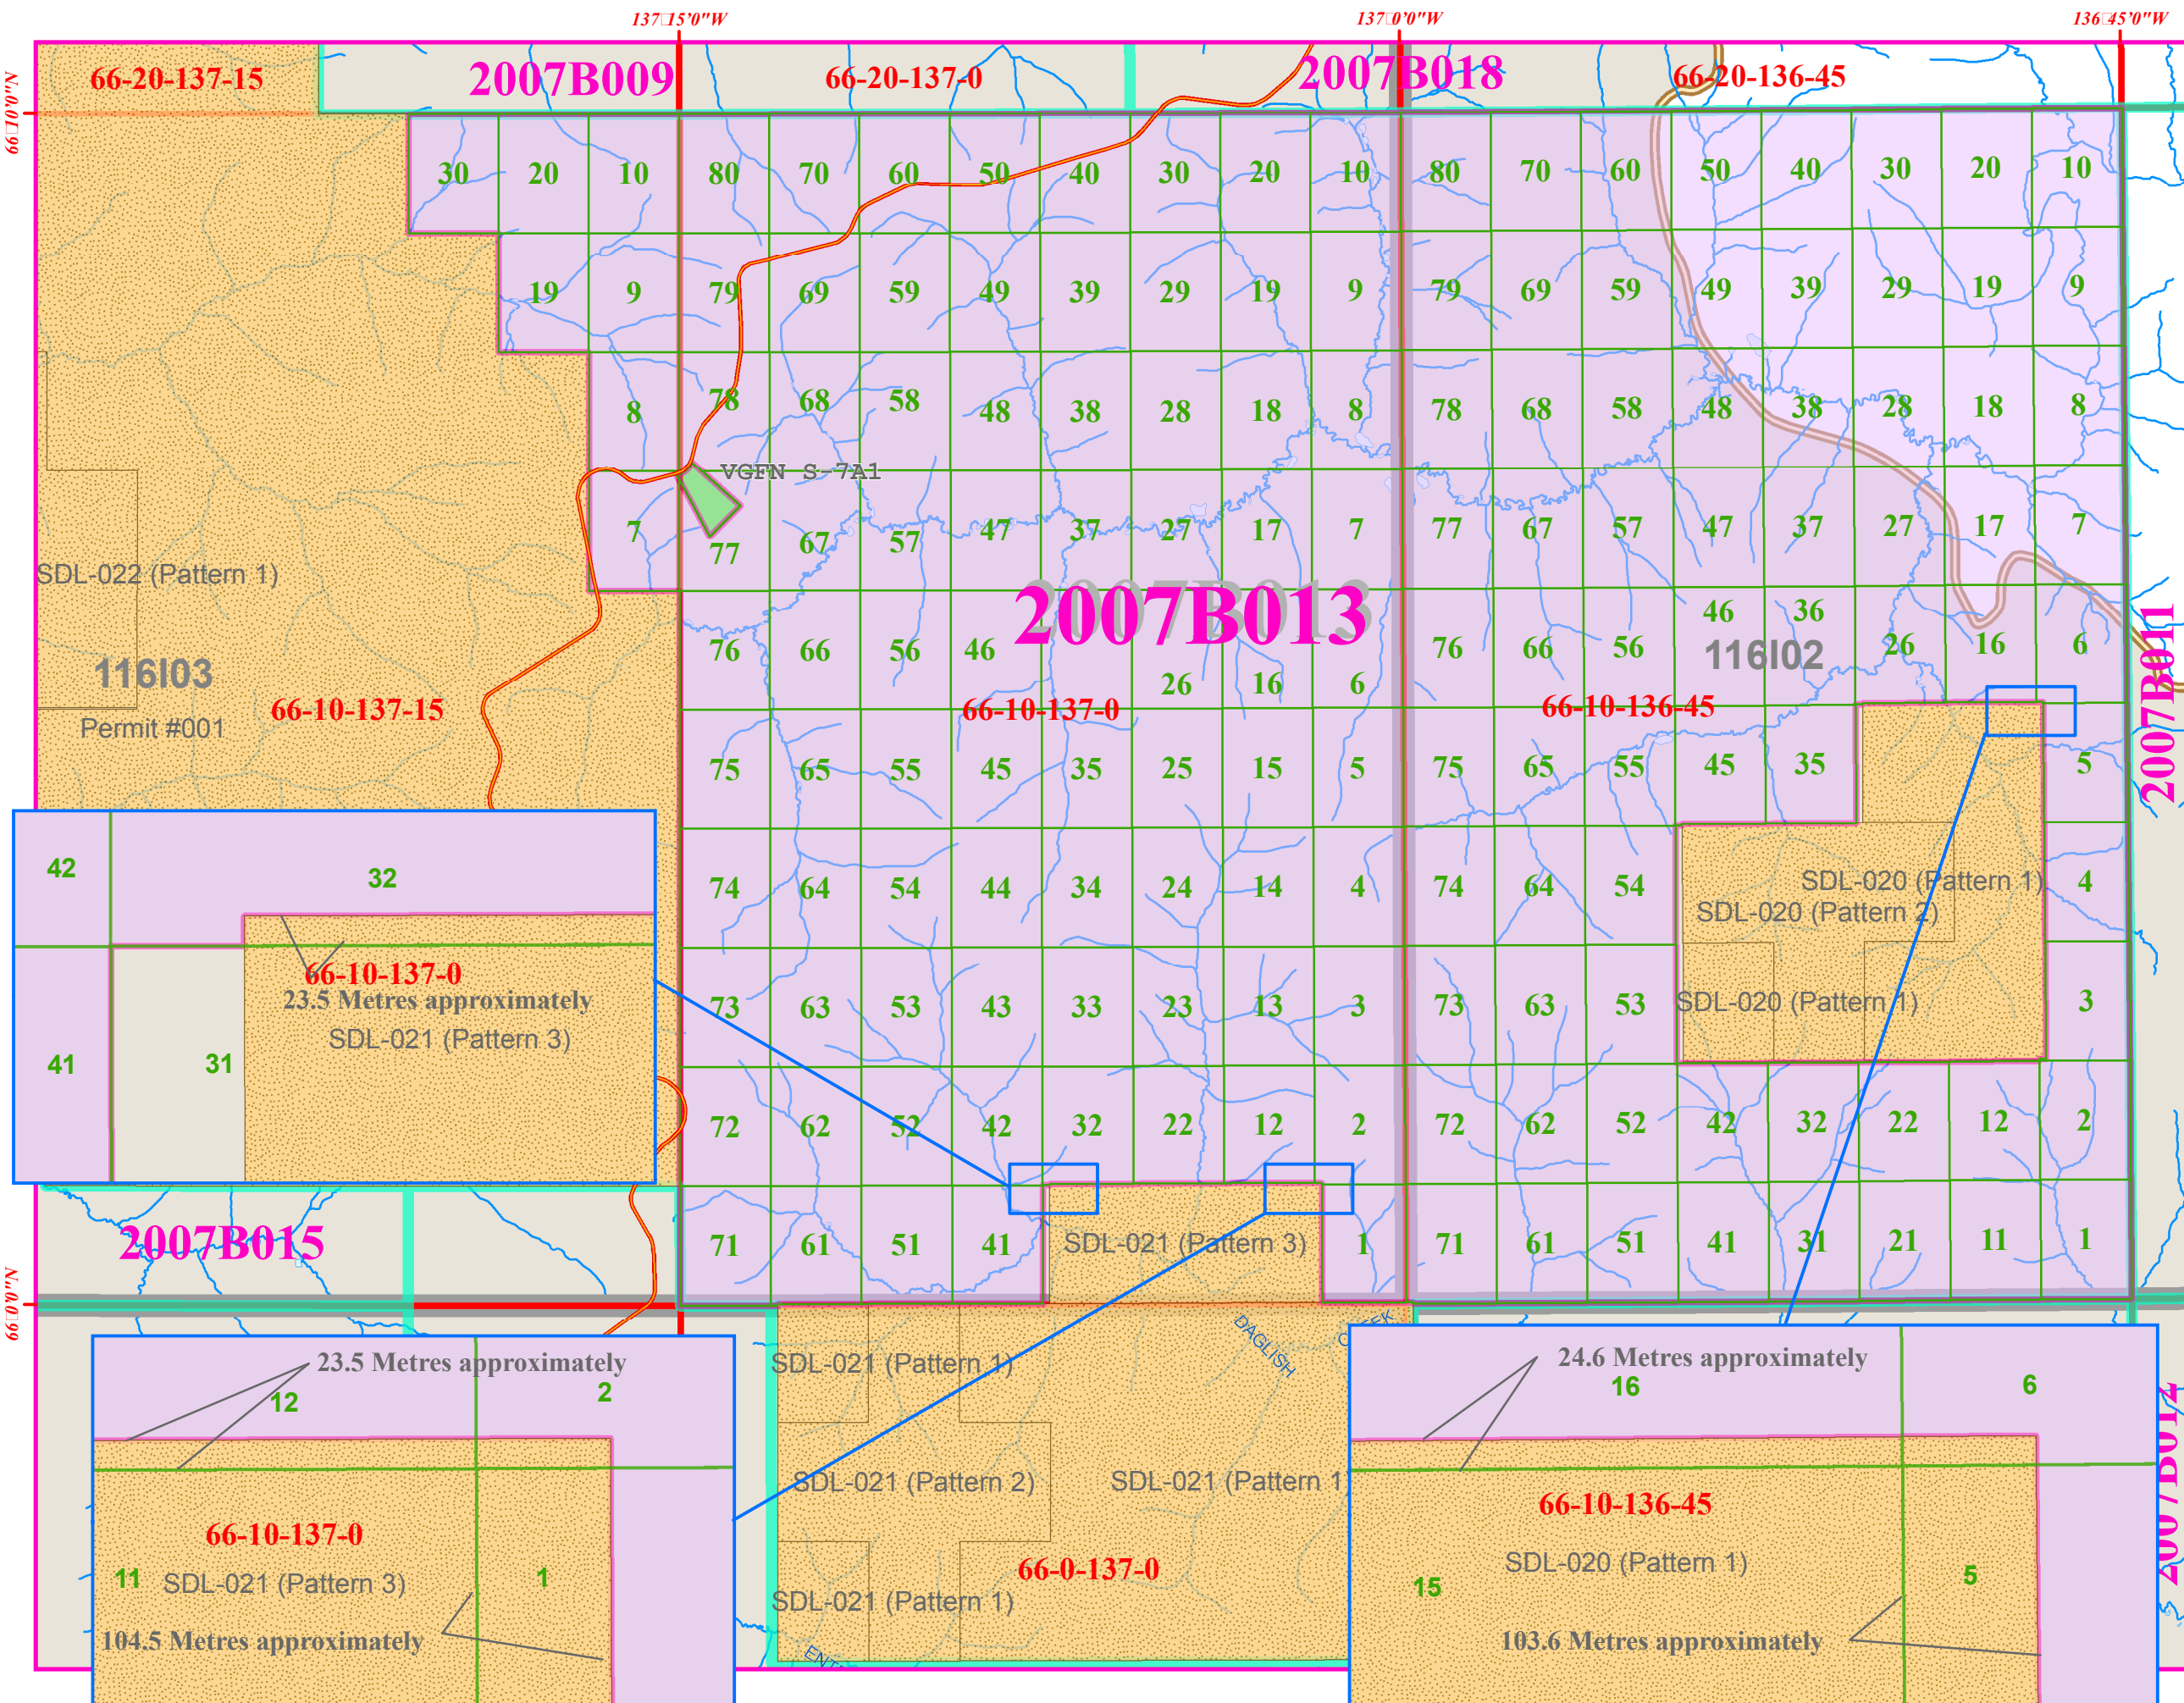 137□15'0"W
137□0'0"W
136□45'0"W
66□10'0"N
66□0'0"N
66-20-137-15
2007B009
66-20-137-0
2007B018
66-20-136-45
30 20 10 80 70 60 50 40 30 20 10 80 70 60 50 40 30 20 10
19 9 79 69 59 49 39 29 19 9 79 69 59 49 39 29 19 9
8 78 68 58 48 38 28 18 8 78 68 58 48 38 28 18 8
VGFN S-7A1
7 77 67 57 47 37 27 17 7 77 67 57 47 37 27 17 7
SDL-022 (Pattern 1)
2007B013
116I03
Permit #001
66-10-137-15
76 66 56 46 26 16 6 76 66 56 46 36 26 16 6
116I02
66-10-137-0
66-10-136-45
2007B011
75 65 55 45 35 25 15 5 75 65 55 45 35 5
74 64 54 44 34 24 14 4 74 64 54 4
SDL-020 (Pattern 1)
SDL-020 (Pattern 2)
73 63 53 43 33 23 13 3 73 63 53 3
SDL-020 (Pattern 1)
72 62 52 42 32 22 12 2 72 62 52 42 32 22 12 2
71 61 51 41 1 71 61 51 41 31 21 11 1
SDL-021 (Pattern 3)
42 32
66-10-137-0
23.5 Metres approximately
SDL-021 (Pattern 3)
41 31
2007B015
23.5 Metres approximately
12 2
66-10-137-0
11 1
SDL-021 (Pattern 3)
104.5 Metres approximately
DAGLISH CREEK
SDL-021 (Pattern 1)
SDL-021 (Pattern 2)
SDL-021 (Pattern 1
66-0-137-0
SDL-021 (Pattern 1)
24.6 Metres approximately
16 6
66-10-136-45
SDL-020 (Pattern 1)
15 5
103.6 Metres approximately
2007B012